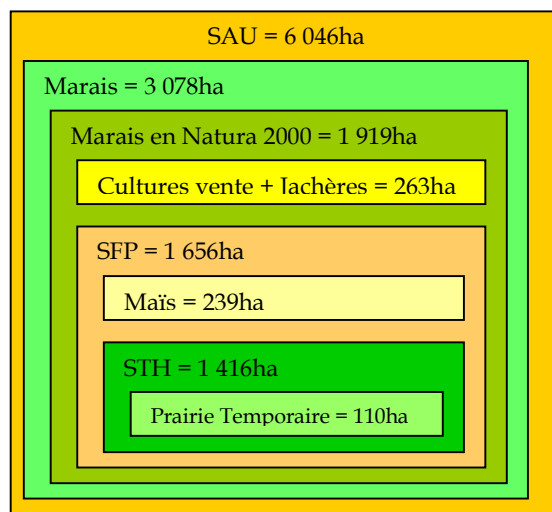 SAU = 6 046ha
Marais = 3 078ha
Marais en Natura 2000 = 1 919ha
Cultures vente + Jachères = 263ha
SFP = 1 656ha
Maïs = 239ha
STH = 1 416ha
Prairie Temporaire = 110ha